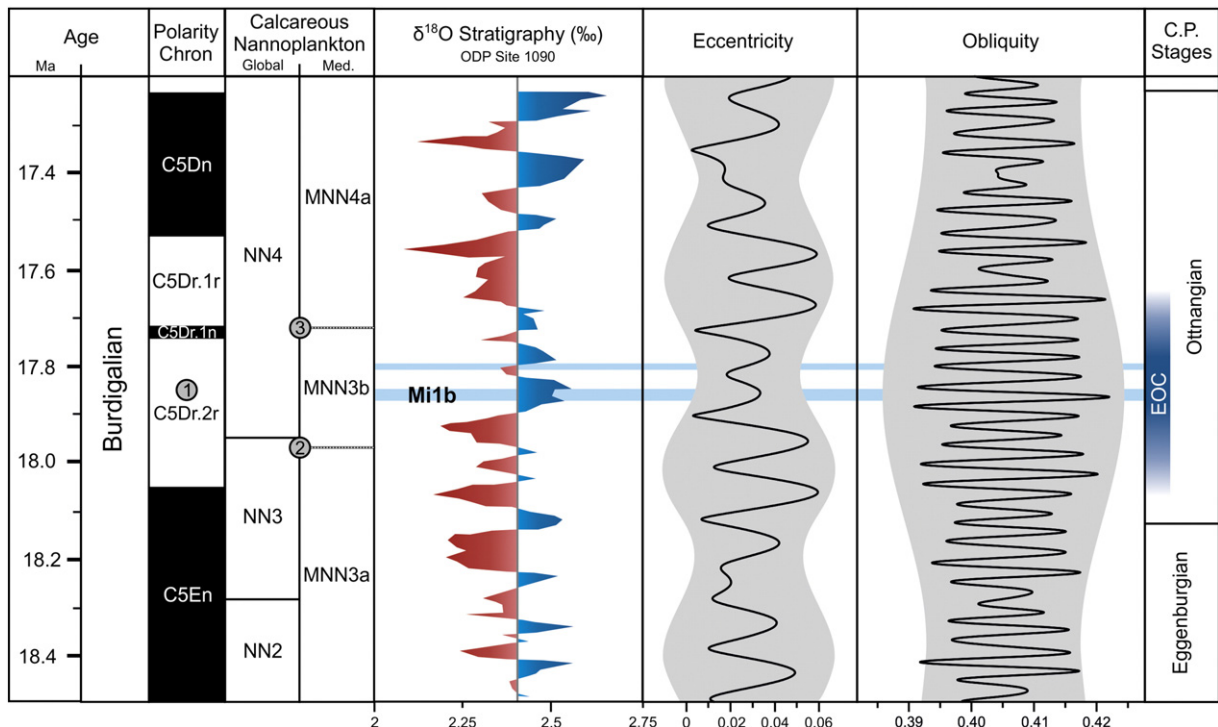 Age
Ma
Polarity
Chron
Calcareous
Nannoplankton
Global
Med.
δ¹⁸O Stratigraphy (‰)
ODP Site 1090
Eccentricity
Obliquity
C.P.
Stages
17.4
17.6
17.8
18.0
18.2
18.4
Burdigalian
C5Dn
C5Dr.1r
C5Dr.1n
1
C5Dr.2r
C5En
NN4
NN3
NN2
3
2
MNN4a
MNN3b
MNN3a
Mi1b
Ottnangian
EOC
Eggenburgian
2
2.25
2.5
2.75
0
0.02
0.04
0.06
0.39
0.40
0.41
0.42